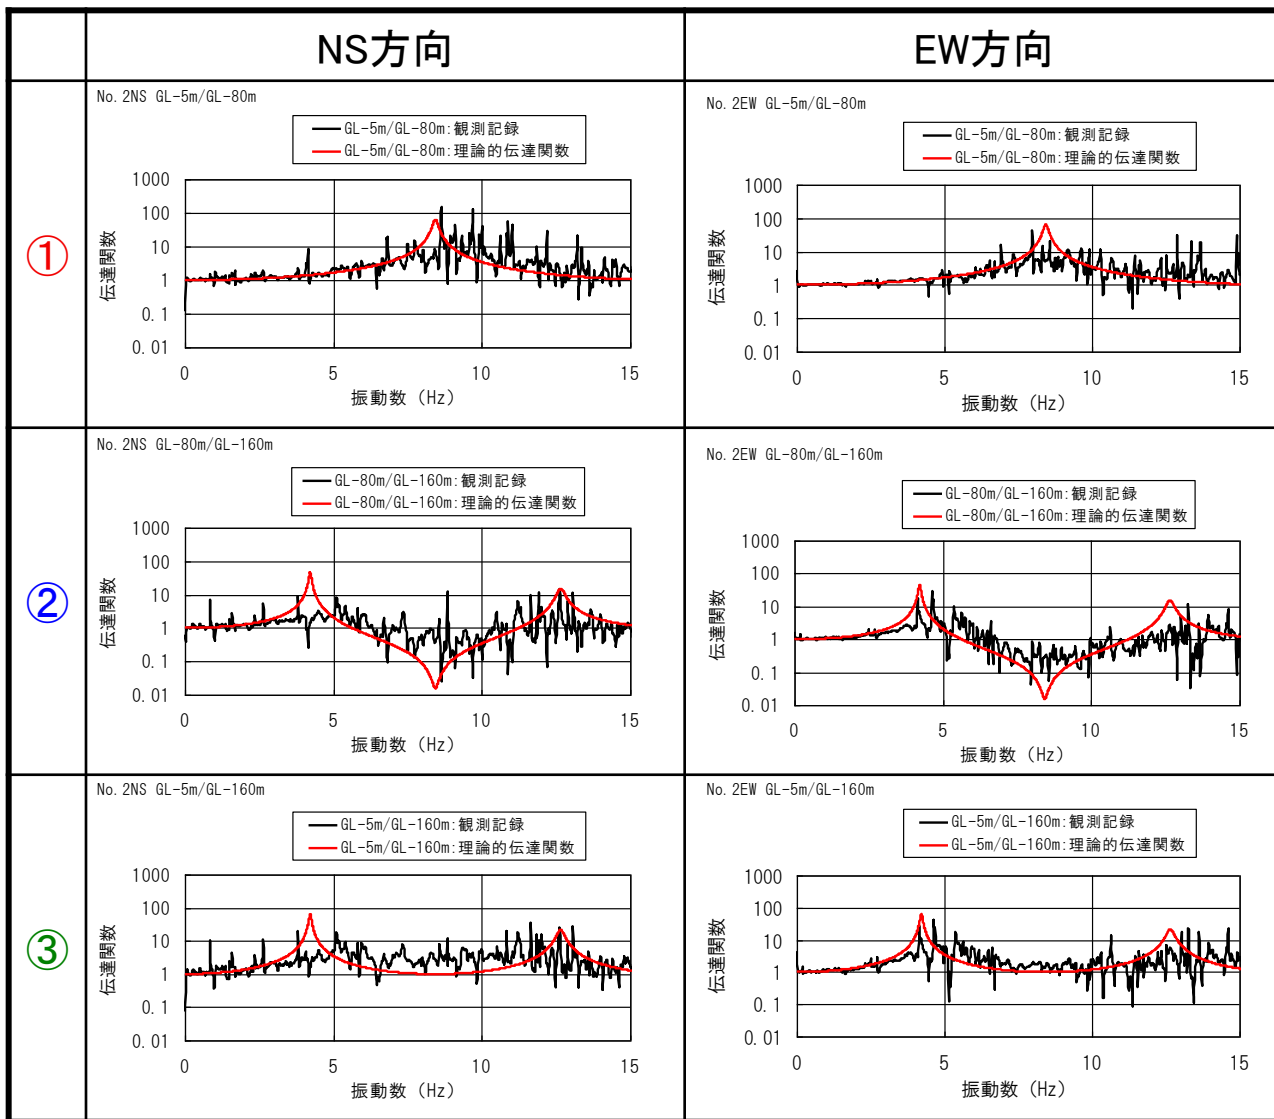 NS方向
EW方向
①
No. 2NS GL-5m/GL-80m
GL-5m/GL-80m:観測記録
GL-5m/GL-80m:理論的伝達関数
1000
100
10
1
0.1
0.01
伝達関数
0 5 10 15
振動数 (Hz)
No. 2EW GL-5m/GL-80m
GL-5m/GL-80m:観測記録
GL-5m/GL-80m:理論的伝達関数
1000
100
10
1
0.1
0.01
伝達関数
0 5 10 15
振動数 (Hz)
②
No. 2NS GL-80m/GL-160m
GL-80m/GL-160m:観測記録
GL-80m/GL-160m:理論的伝達関数
1000
100
10
1
0.1
0.01
伝達関数
0 5 10 15
振動数 (Hz)
No. 2EW GL-80m/GL-160m
GL-80m/GL-160m:観測記録
GL-80m/GL-160m:理論的伝達関数
1000
100
10
1
0.1
0.01
伝達関数
0 5 10 15
振動数 (Hz)
③
No. 2NS GL-5m/GL-160m
GL-5m/GL-160m:観測記録
GL-5m/GL-160m:理論的伝達関数
1000
100
10
1
0.1
0.01
伝達関数
0 5 10 15
振動数 (Hz)
No. 2EW GL-5m/GL-160m
GL-5m/GL-160m:観測記録
GL-5m/GL-160m:理論的伝達関数
1000
100
10
1
0.1
0.01
伝達関数
0 5 10 15
振動数 (Hz)